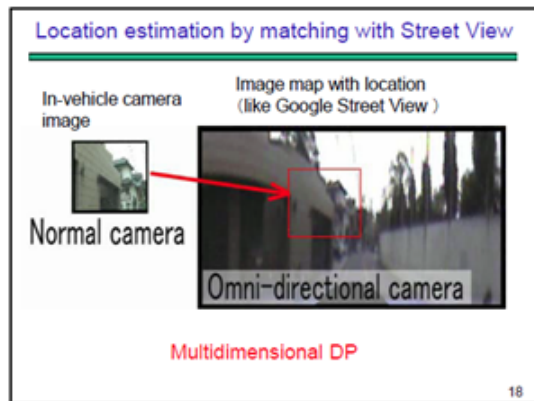 Location estimation by matching with Street View
In-vehicle camera
image
Image map with location
(like Google Street View )
Normal camera
Omni-directional camera
Multidimensional DP
18